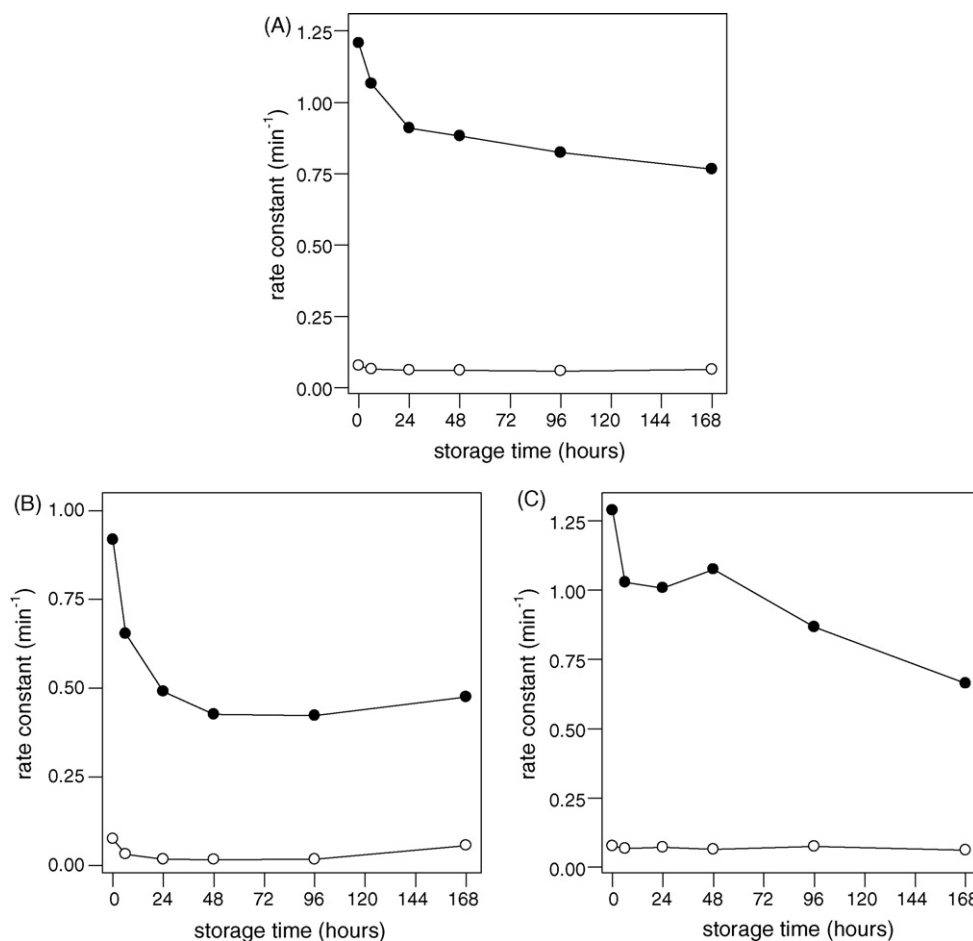 (A)
1.25
1.00
0.75
0.50
0.25
0.00
rate constant (min⁻¹)
0 24 48 72 96 120 144 168
storage time (hours)
(B)
1.00
0.75
0.50
0.25
0.00
rate constant (min⁻¹)
0 24 48 72 96 120 144 168
storage time (hours)
(C)
1.25
1.00
0.75
0.50
0.25
0.00
rate constant (min⁻¹)
0 24 48 72 96 120 144 168
storage time (hours)